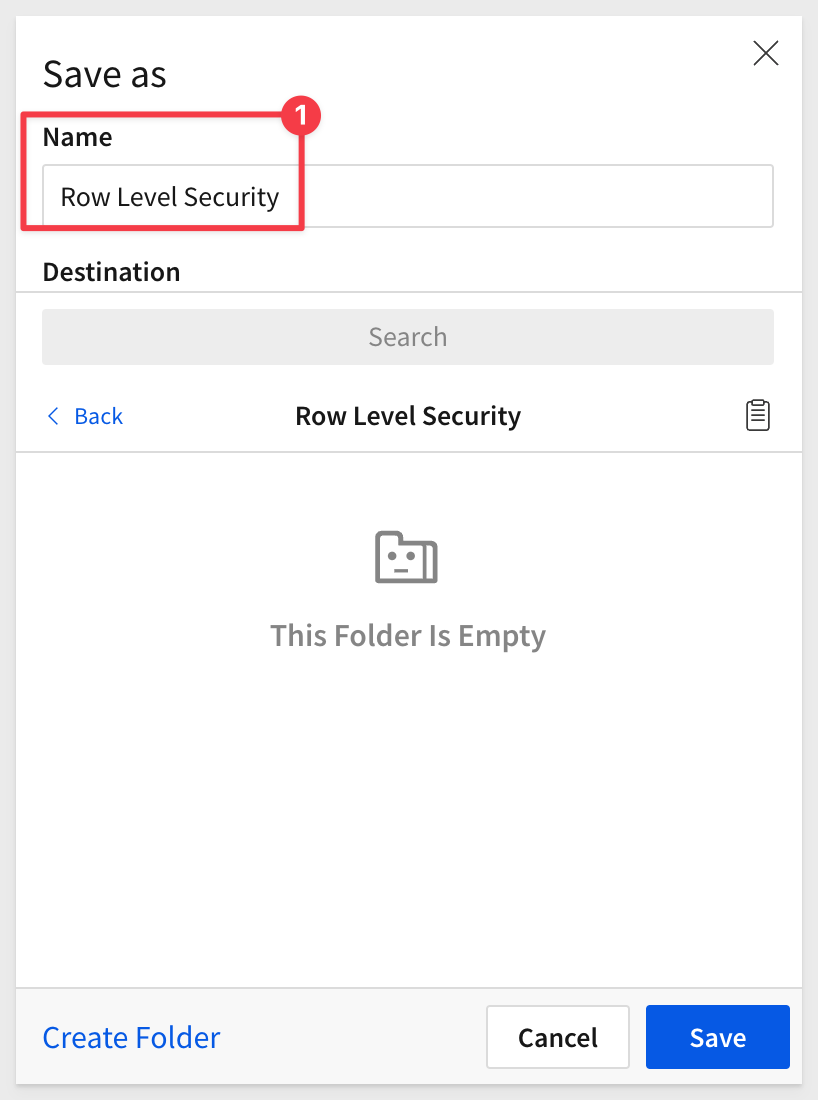 Save as
1
Name
Row Level Security
Destination
Search
Back
Row Level Security
This Folder Is Empty
Create Folder
Cancel
Save